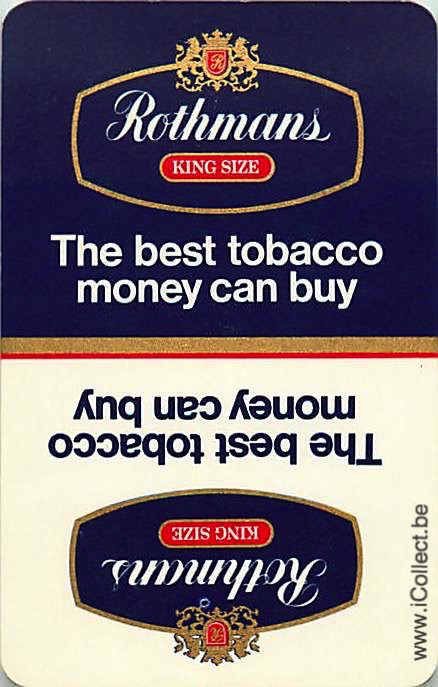 R
Rothmans
KING SIZE
The best tobacco
money can buy
The best tobacco
money can buy
KING SIZE
Rothmans
R
www.iCollect.be